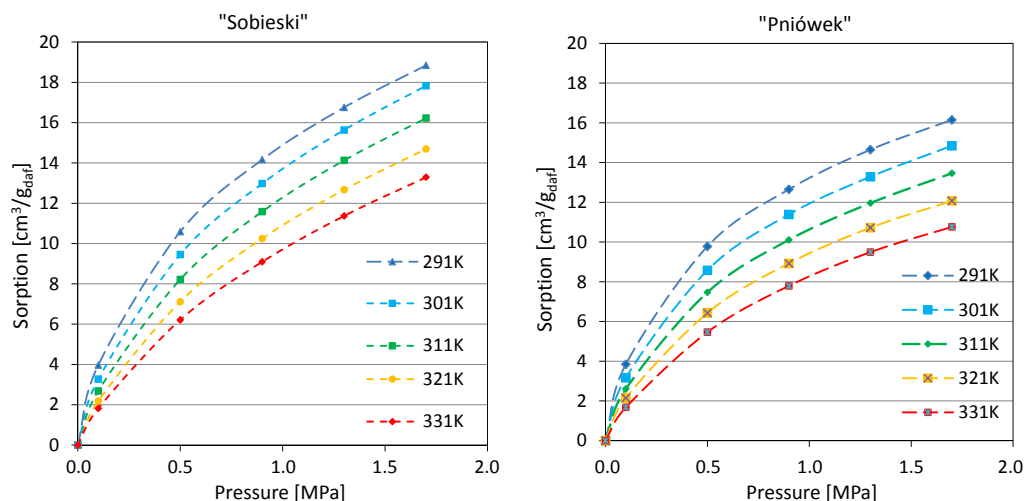 "Sobieski"
Sorption [cm³/g_daf]
20
18
16
14
12
10
8
6
4
2
0
291K
301K
311K
321K
331K
0.0 0.5 1.0 1.5 2.0
Pressure [MPa]
"Pniówek"
Sorption [cm³/g_daf]
20
18
16
14
12
10
8
6
4
2
0
291K
301K
311K
321K
331K
0.0 0.5 1.0 1.5 2.0
Pressure [MPa]